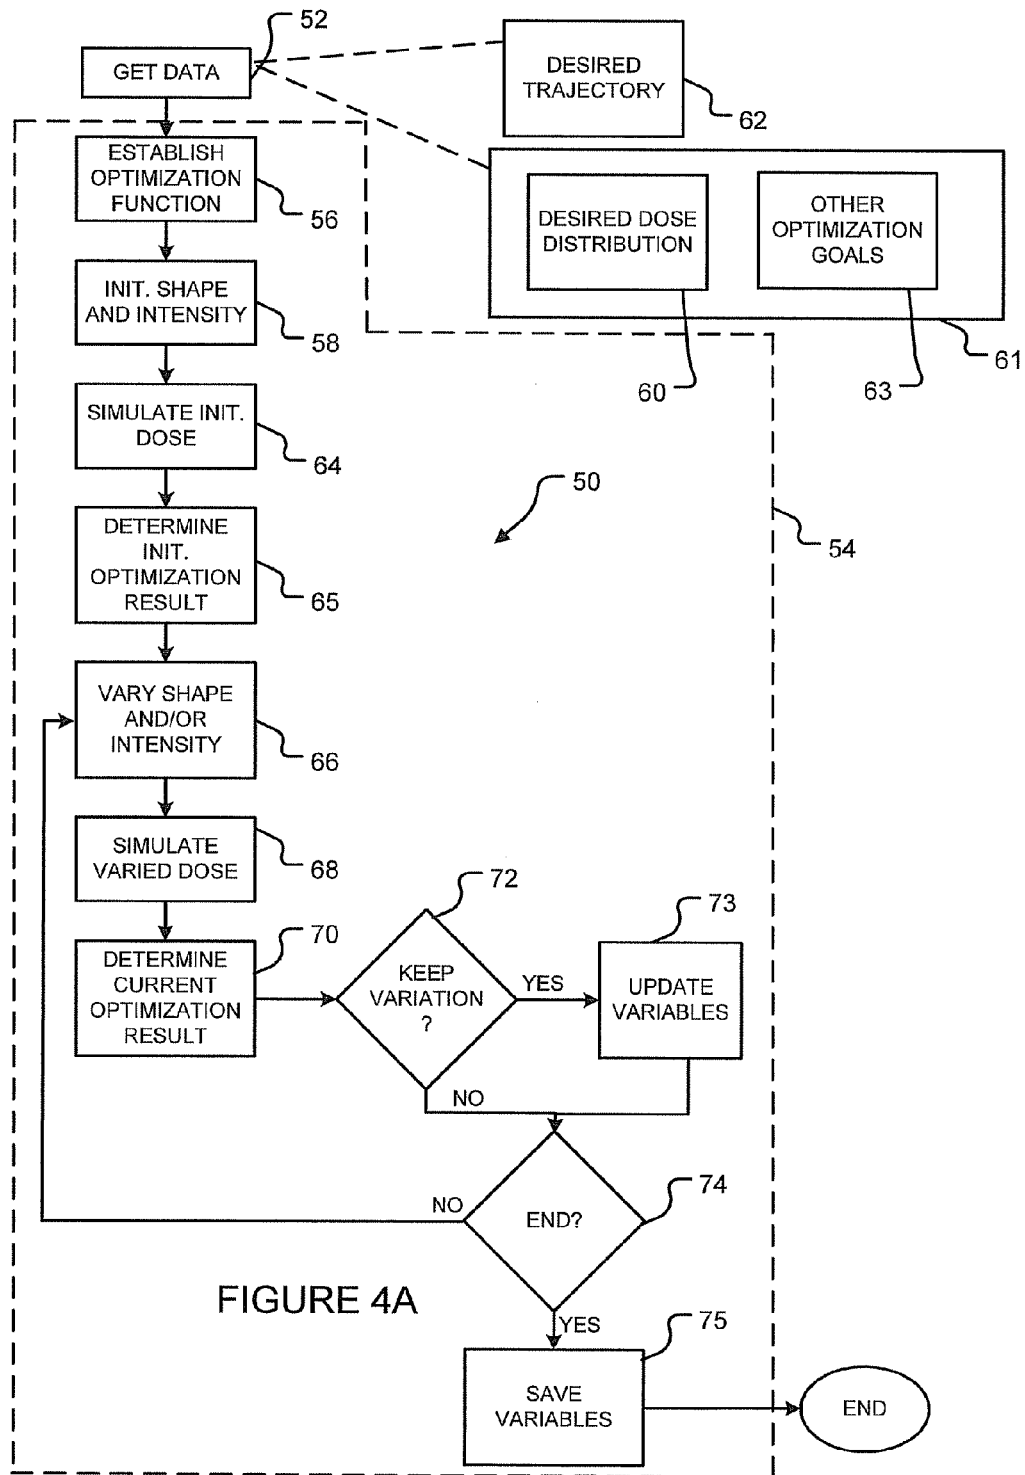 52
GET DATA
DESIRED
TRAJECTORY
62
ESTABLISH
OPTIMIZATION
FUNCTION
56
DESIRED DOSE
DISTRIBUTION
OTHER
OPTIMIZATION
GOALS
INIT. SHAPE
AND INTENSITY
58
60
63
61
SIMULATE INIT.
DOSE
64
50
54
DETERMINE
INIT.
OPTIMIZATION
RESULT
65
VARY SHAPE
AND/OR
INTENSITY
66
SIMULATE
VARIED DOSE
68
72
73
70
DETERMINE
CURRENT
OPTIMIZATION
RESULT
KEEP
VARIATION
?
YES
UPDATE
VARIABLES
NO
74
NO
END?
FIGURE 4A
YES
75
SAVE
VARIABLES
END